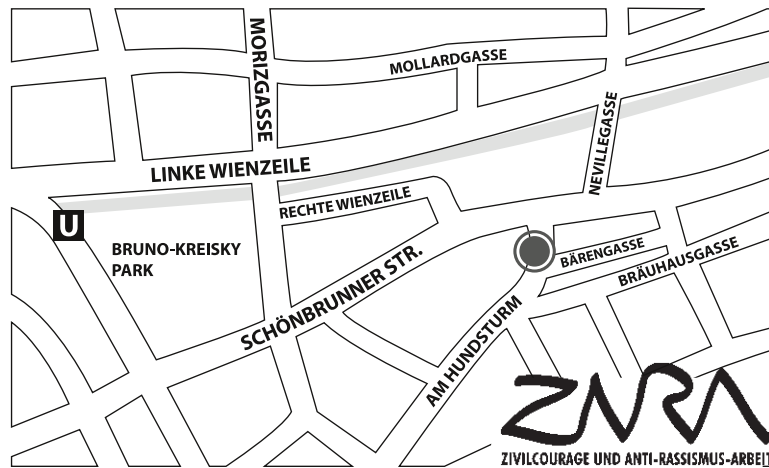 MORIZGASSE
MOLLARDGASSE
LINKE WIENZEILE
NEVILLEGASSE
RECHTE WIENZEILE
U
BRUNO-KREISKY
PARK
SCHÖNBRUNNER STR.
BÄRENGASSE
BRÄUHAUSGASSE
AM HUNDSTURM
ZARA
ZIVILCOURAGE UND ANTI-RASSISMUS-ARBEIT